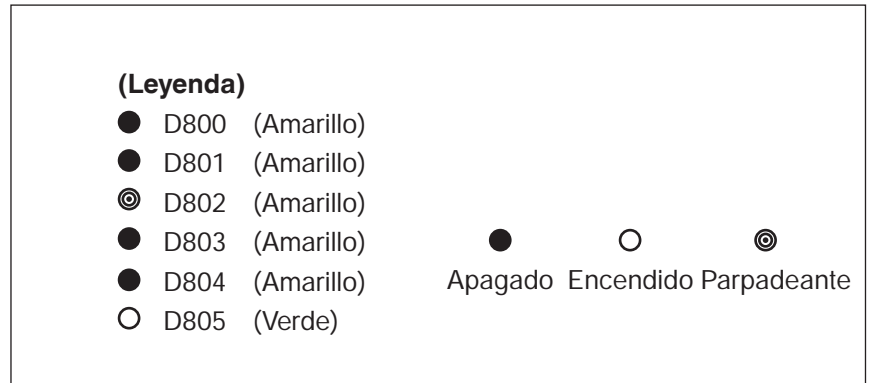 (Leyenda)
D800 (Amarillo)
D801 (Amarillo)
D802 (Amarillo)
D803 (Amarillo)
D804 (Amarillo)
D805 (Verde)
Apagado Encendido Parpadeante